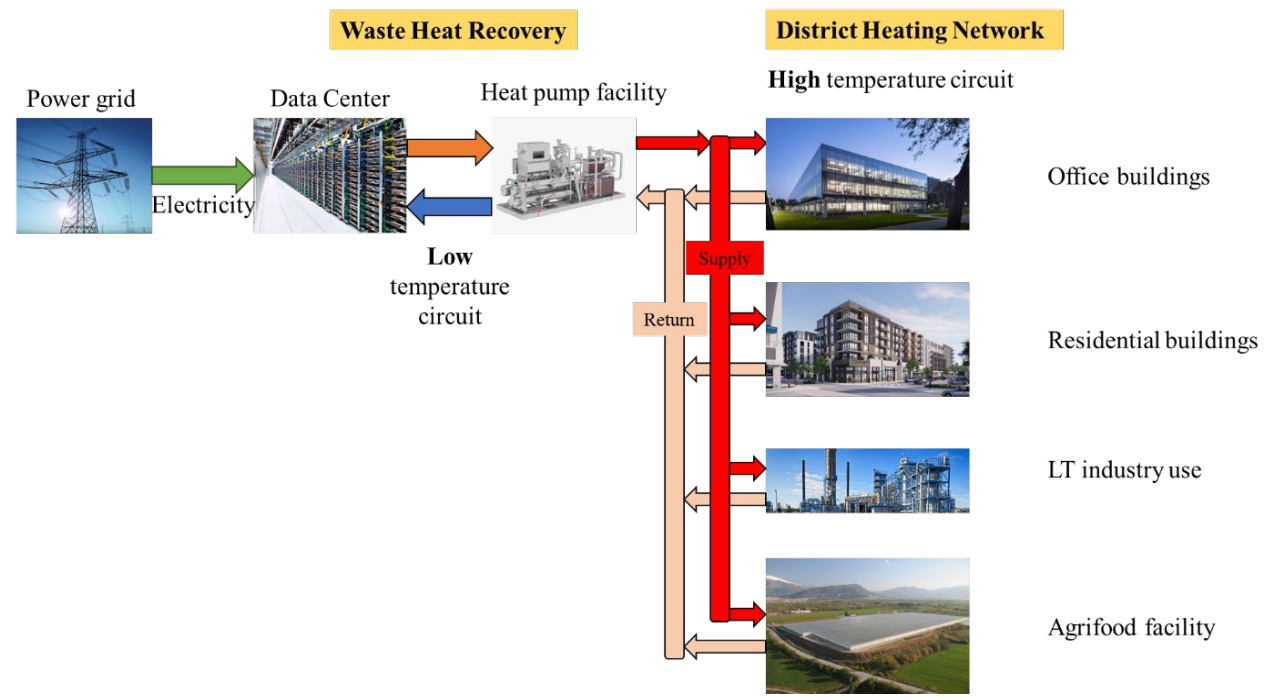 Waste Heat Recovery
District Heating Network
Power grid
Data Center
Heat pump facility
High temperature circuit
Electricity
Office buildings
Low
temperature
circuit
Supply
Return
Residential buildings
LT industry use
Agrifood facility